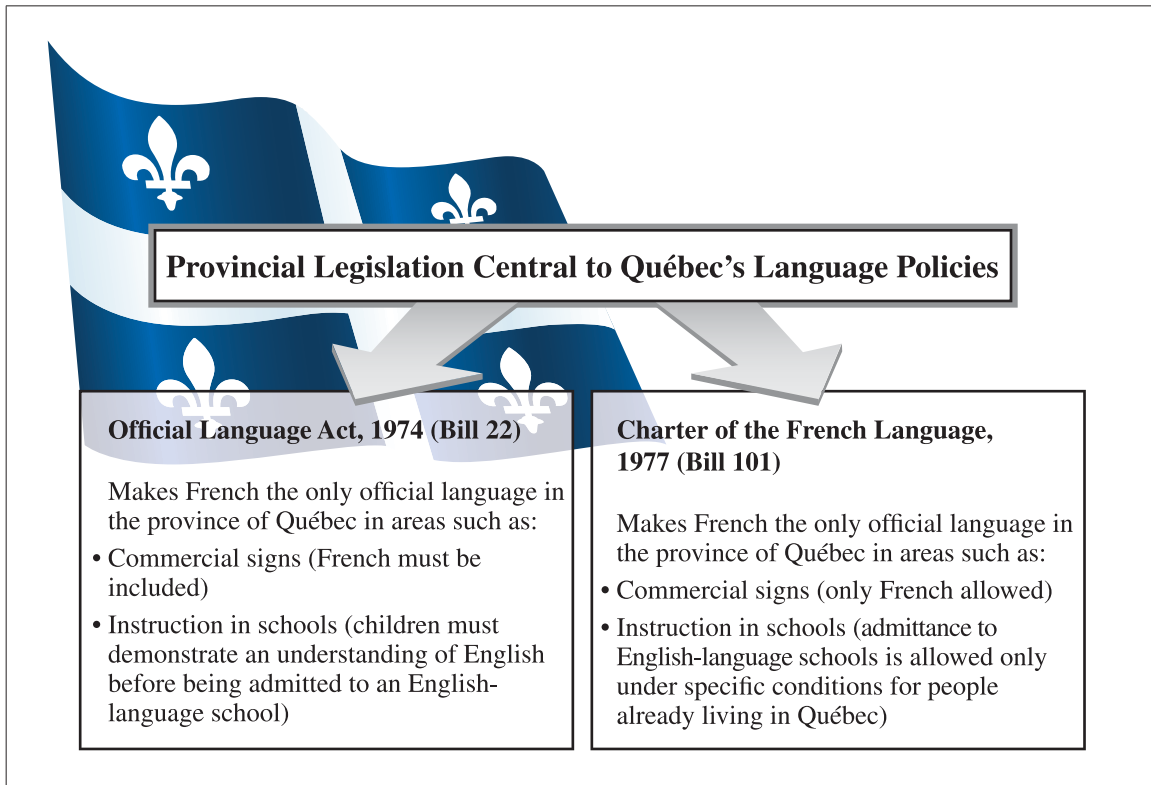 Provincial Legislation Central to Québec's Language Policies
Official Language Act, 1974 (Bill 22)
Makes French the only official language in
the province of Québec in areas such as:
• Commercial signs (French must be
included)
• Instruction in schools (children must
demonstrate an understanding of English
before being admitted to an English-
language school)
Charter of the French Language,
1977 (Bill 101)
Makes French the only official language in
the province of Québec in areas such as:
• Commercial signs (only French allowed)
• Instruction in schools (admittance to
English-language schools is allowed only
under specific conditions for people
already living in Québec)